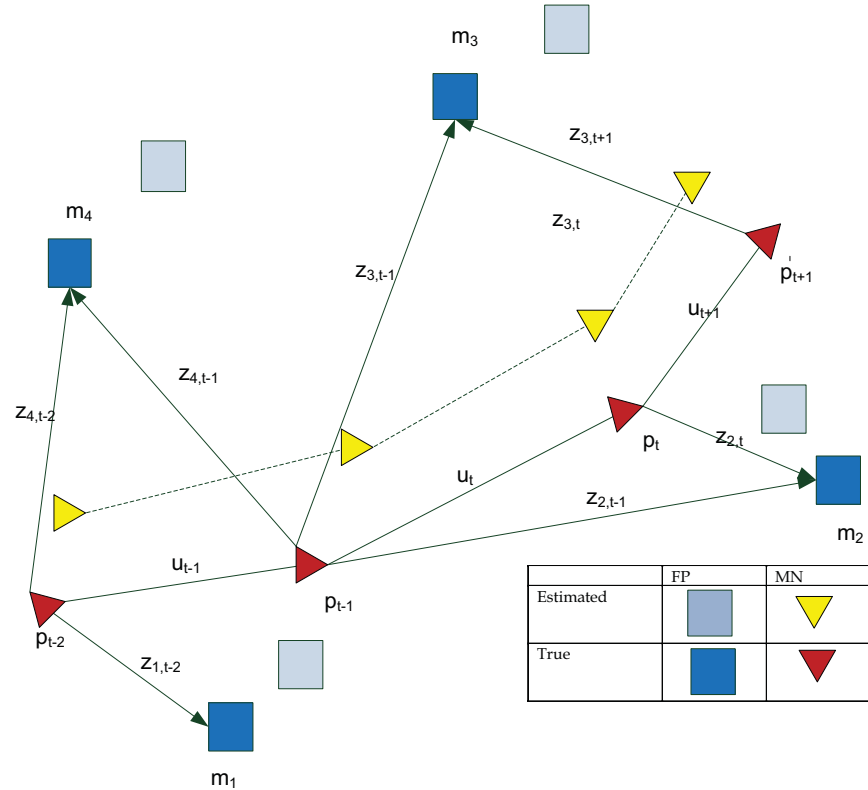 m3
z3,t+1
m4
z3,t
z3,t-1
p't+1
ut+1
z4,t-1
z4,t-2
pt
z2,t
ut
z2,t-1
m2
ut-1
FP MN
Estimated
pt-1
pt-2
True
z1,t-2
m1